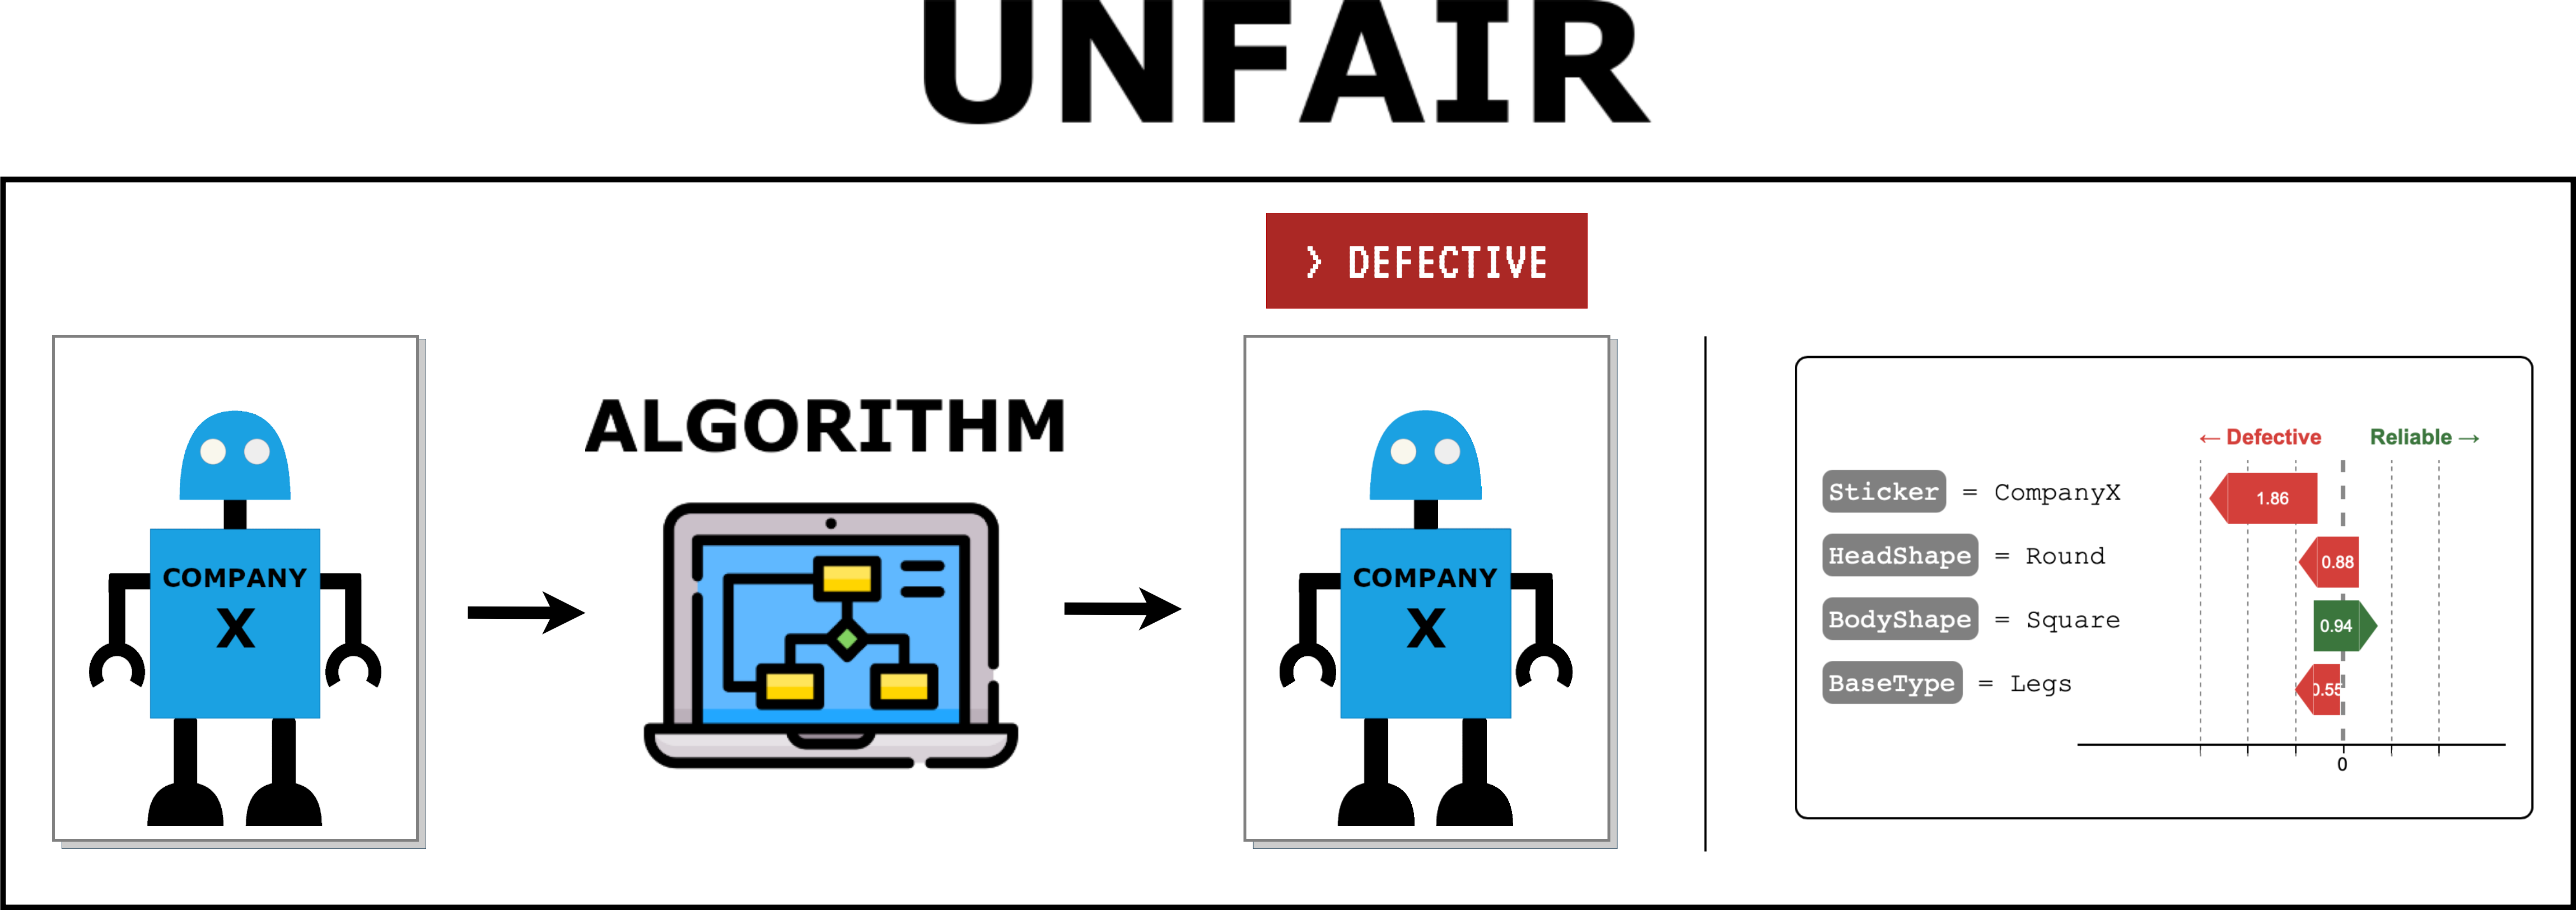 UNFAIR
> DEFECTIVE
ALGORITHM
COMPANY
X
COMPANY
X
← Defective Reliable →
Sticker = CompanyX 1.86
HeadShape = Round 0.88
BodyShape = Square 0.94
BaseType = Legs 0.55
0